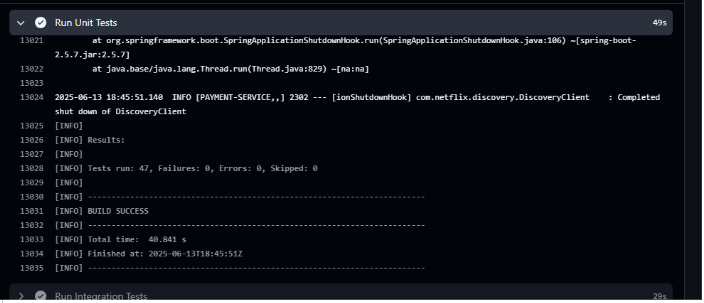 Run Unit Tests 49s
13021 at org.springframework.boot.SpringApplicationShutdownHook.run(SpringApplicationShutdownHook.java:106) ~[spring-boot-
2.5.7.jar:2.5.7]
13022 at java.base/java.lang.Thread.run(Thread.java:829) ~[na:na]
13023
13024 2025-06-13 18:45:51.140 INFO [PAYMENT-SERVICE,,] 2302 --- [ionShutdownHook] com.netflix.discovery.DiscoveryClient : Completed
shut down of DiscoveryClient
13025 [INFO]
13026 [INFO] Results:
13027 [INFO]
13028 [INFO] Tests run: 47, Failures: 0, Errors: 0, Skipped: 0
13029 [INFO]
13030 [INFO] ------------------------------------------------------------------------
13031 [INFO] BUILD SUCCESS
13032 [INFO] ------------------------------------------------------------------------
13033 [INFO] Total time: 40.841 s
13034 [INFO] Finished at: 2025-06-13T18:45:51Z
13035 [INFO] ------------------------------------------------------------------------
Run Integration Tests 29s